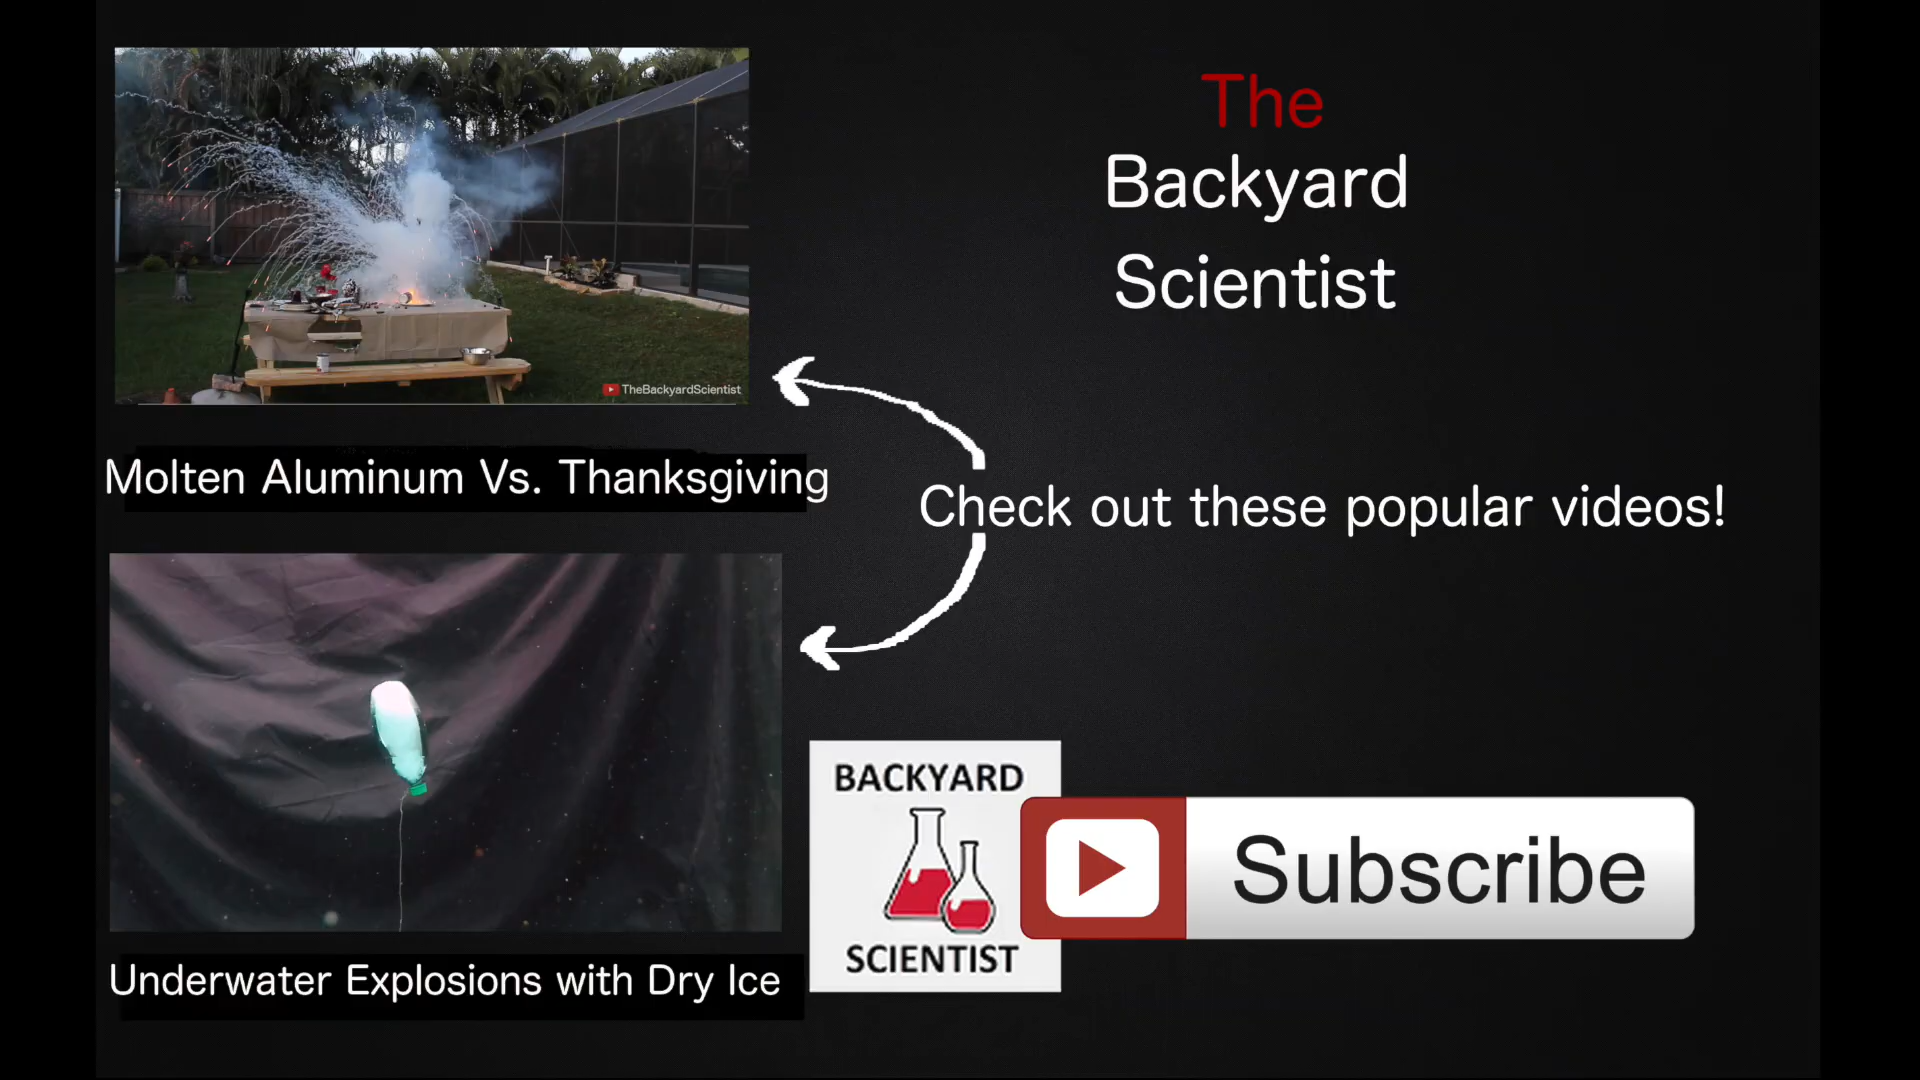 The
Backyard
Scientist
TheBackyardScientist
Molten Aluminum Vs. Thanksgiving
Check out these popular videos!
Underwater Explosions with Dry Ice
BACKYARD
SCIENTIST
Subscribe